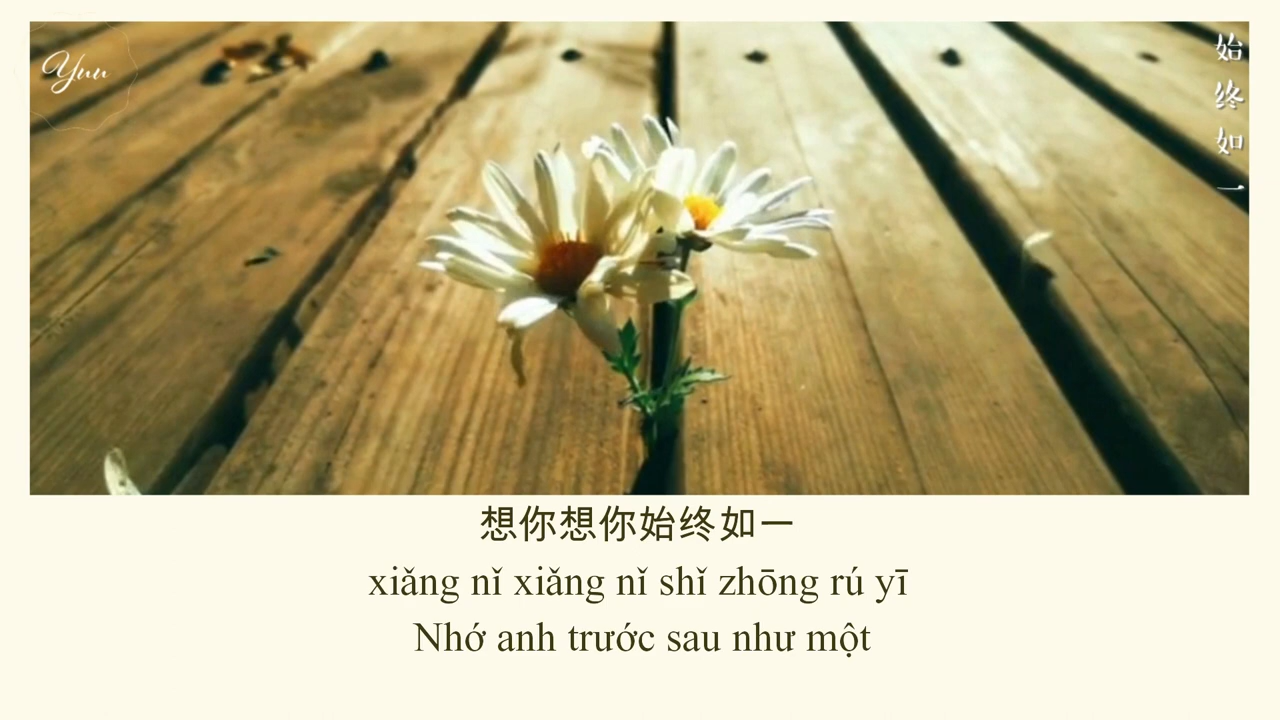 Yuu
始终如一
想你想你始终如一
xiǎng nǐ xiǎng nǐ shǐ zhōng rú yī
Nhớ anh trước sau như một